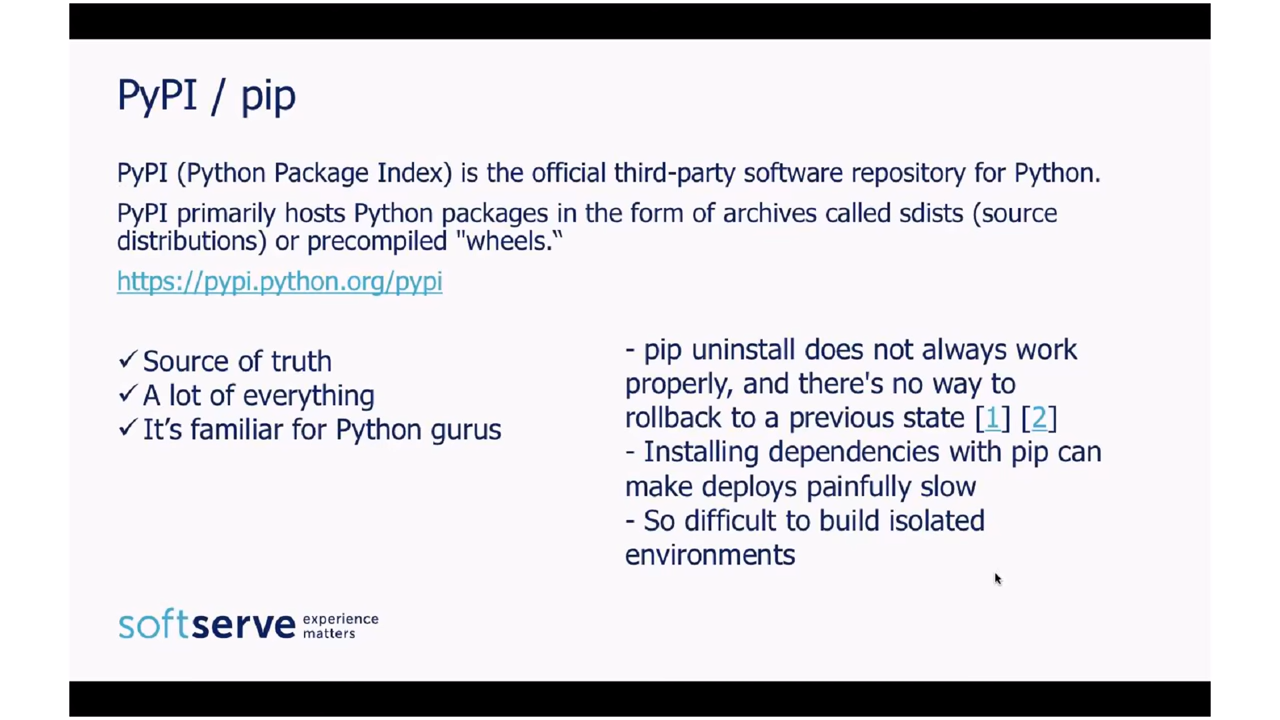 PyPI / pip
PyPI (Python Package Index) is the official third-party software repository for Python.
PyPI primarily hosts Python packages in the form of archives called sdists (source
distributions) or precompiled "wheels.“
https://pypi.python.org/pypi
✓ Source of truth
✓ A lot of everything
✓ It’s familiar for Python gurus
- pip uninstall does not always work
properly, and there's no way to
rollback to a previous state [1] [2]
- Installing dependencies with pip can
make deploys painfully slow
- So difficult to build isolated
environments
softserve experience
matters